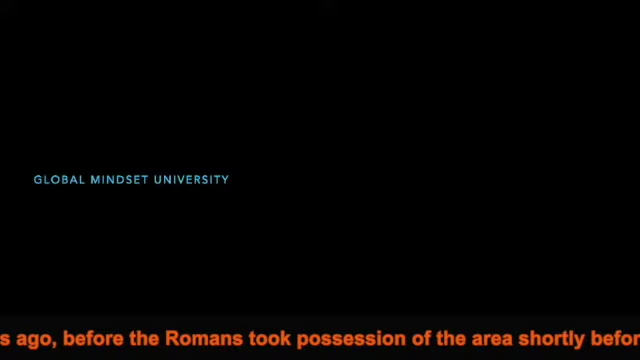 GLOBAL MINDSET UNIVERSITY
s ago, before the Romans took possession of the area shortly befor